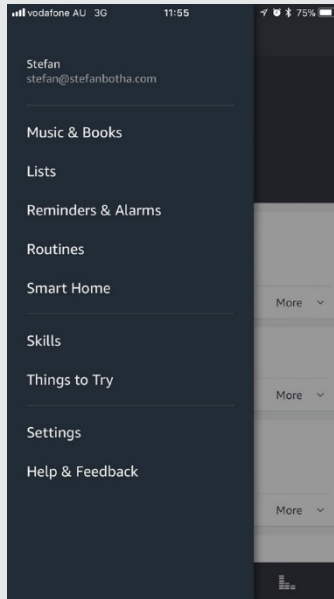 vodafone AU 3G 11:55 75%
Stefan
stefan@stefanbotha.com
Music & Books
Lists
Reminders & Alarms
Routines
Smart Home
More
Skills
Things to Try
More
Settings
Help & Feedback
More